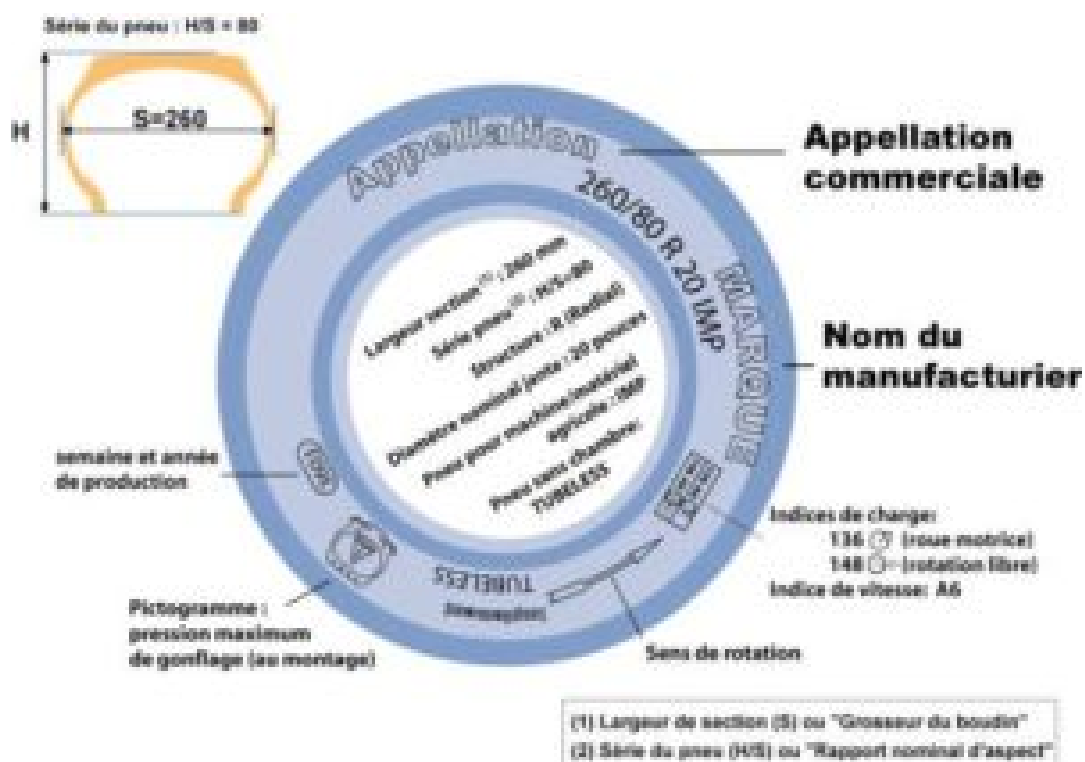 Série du pneu : H/S = 80
H
S=260
Appellation
260/80 R 20 IMP
MARQUE
Appellation
commerciale
Nom du
manufacturier
Largeur section(1) : 260 mm
Série pneu(2) : H/S=80
Structure : R (Radial)
Diamètre nominal jante : 20 pouces
Pneu pour machine/matériel
agricole : IMP
Pneu sans chambre:
TUBELESS
semaine et année
de production
Pictogramme :
pression maximum
de gonflage (au montage)
TUBELESS
Indices de charge:
136 (roue motrice)
148 (rotation libre)
Indice de vitesse: A6
Sens de rotation
(1) Largeur de section (S) ou "Grosseur du boudin"
(2) Série du pneu (H/S) ou "Rapport nominal d'aspect"